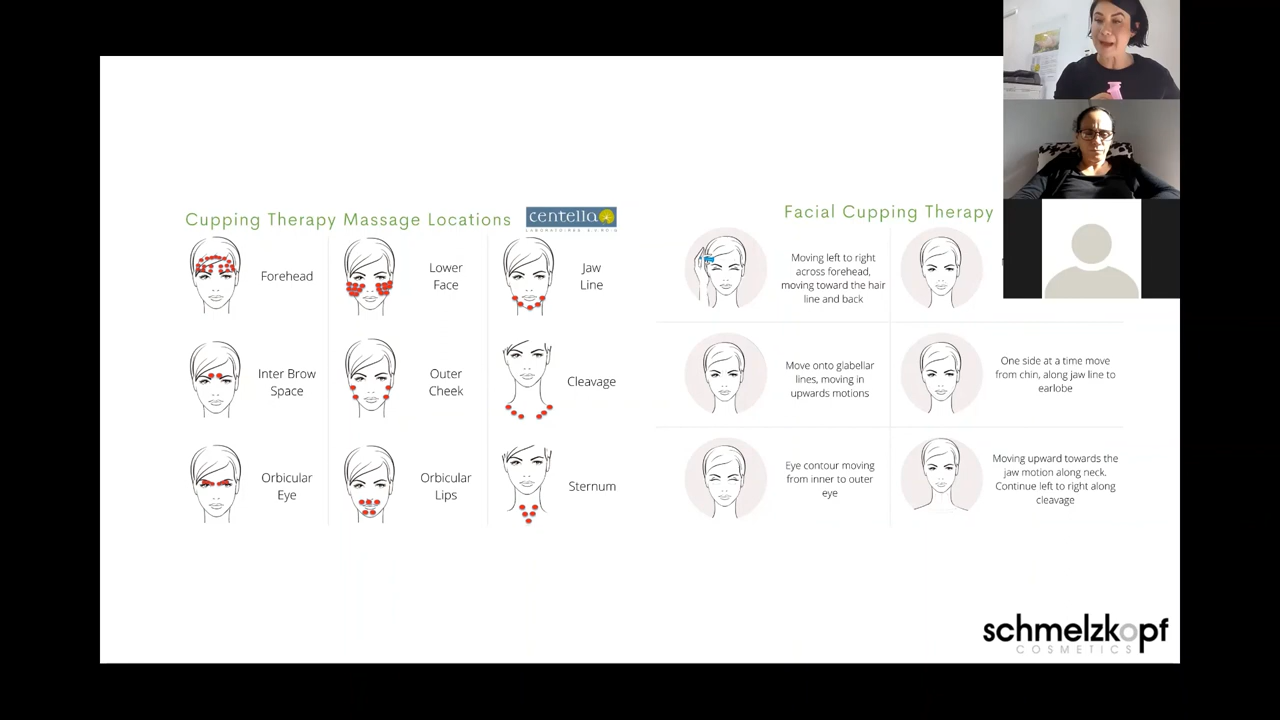 Cupping Therapy Massage Locations
centella
Forehead
Lower
Face
Jaw
Line
Inter Brow
Space
Outer
Cheek
Cleavage
Orbicular
Eye
Orbicular
Lips
Sternum
Facial Cupping Therapy
Moving left to right
across forehead,
moving toward the hair
line and back
Move onto glabellar
lines, moving in
upwards motions
One side at a time move
from chin, along jaw line to
earlobe
Eye contour moving
from inner to outer
eye
Moving upward towards the
jaw motion along neck.
Continue left to right along
cleavage
schmelzkopf
COSMETICS